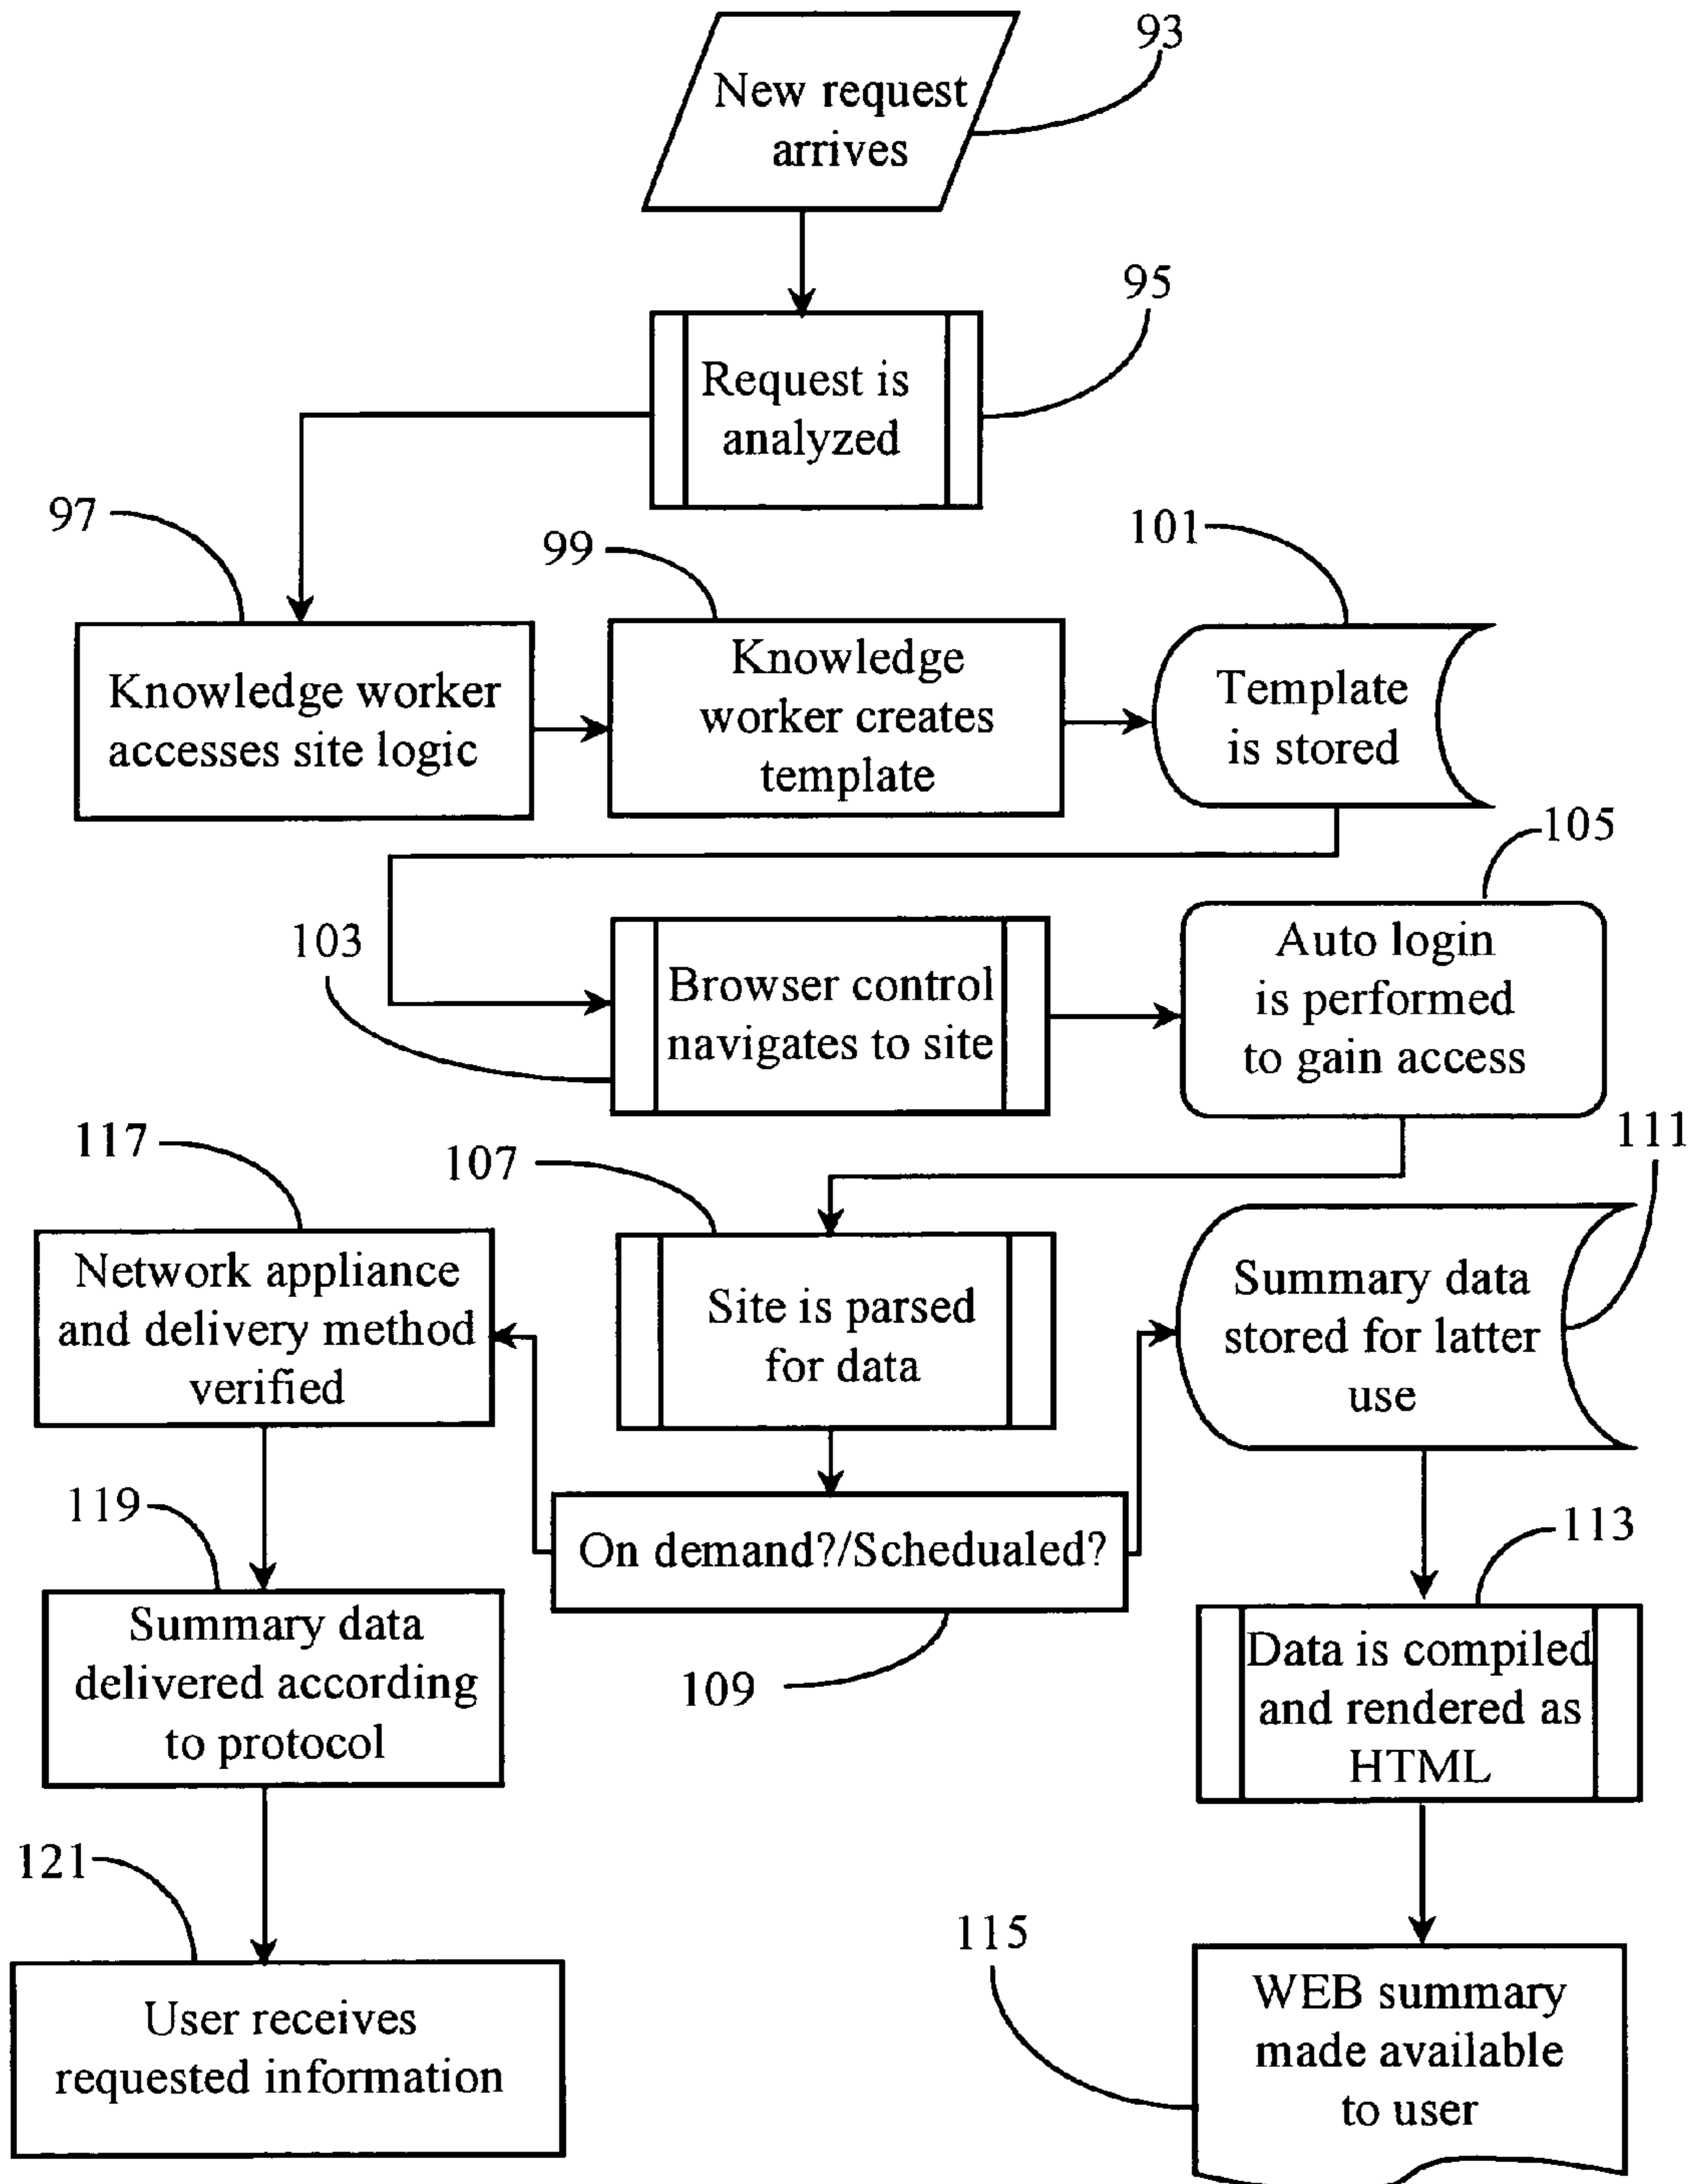 93
New request
arrives
95
Request is
analyzed
97
99
101
Knowledge worker
accesses site logic
Knowledge
worker creates
template
Template
is stored
105
103
Browser control
navigates to site
Auto login
is performed
to gain access
117
107
111
Network appliance
and delivery method
verified
Site is parsed
for data
Summary data
stored for latter
use
119
On demand?/Schedualed?
113
Summary data
delivered according
to protocol
109
Data is compiled
and rendered as
HTML
121
115
User receives
requested information
WEB summary
made available
to user